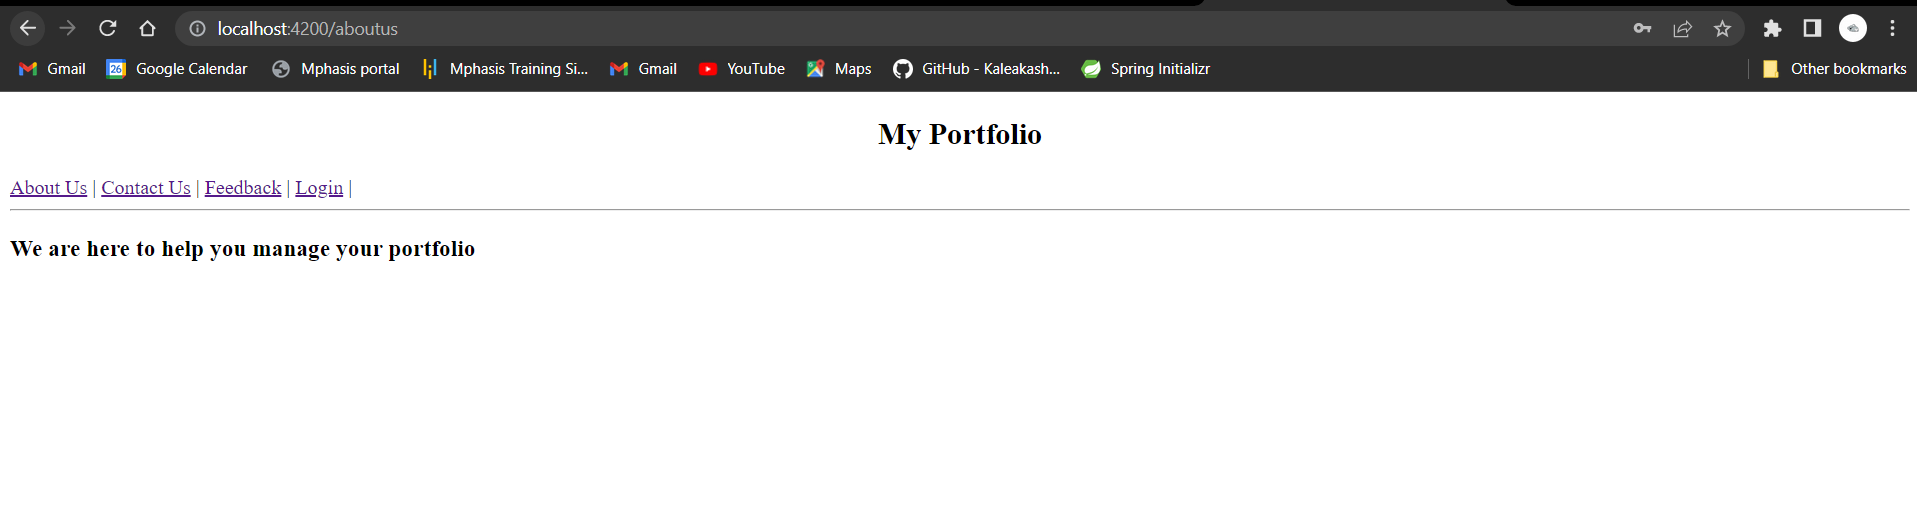 localhost:4200/aboutus
Gmail 26 Google Calendar Mphasis portal Mphasis Training Si... Gmail YouTube Maps GitHub - Kaleakash... Spring Initializr Other bookmarks
My Portfolio
About Us | Contact Us | Feedback | Login |
We are here to help you manage your portfolio